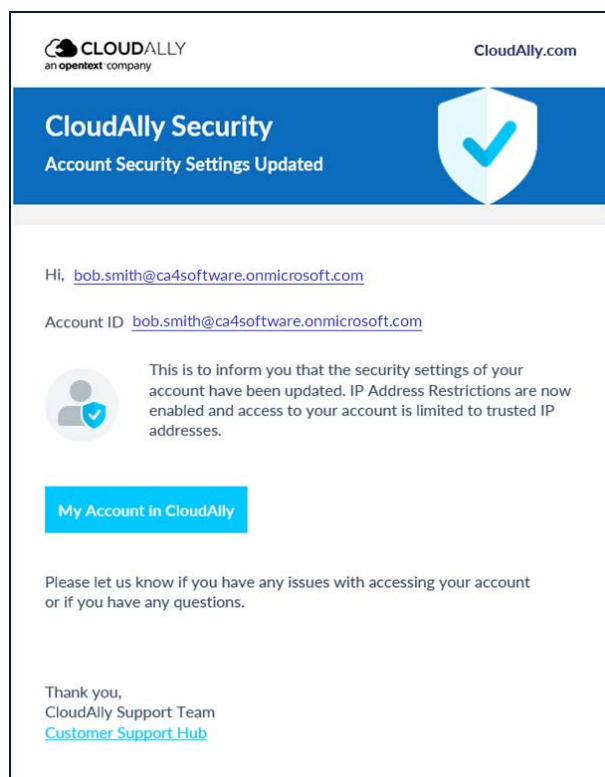 CLOUDALLY
an opentext company
CloudAlly.com
CloudAlly Security
Account Security Settings Updated
Hi, bob.smith@ca4software.onmicrosoft.com
Account ID bob.smith@ca4software.onmicrosoft.com
This is to inform you that the security settings of your
account have been updated. IP Address Restrictions are now
enabled and access to your account is limited to trusted IP
addresses.
My Account in CloudAlly
Please let us know if you have any issues with accessing your account
or if you have any questions.
Thank you,
CloudAlly Support Team
Customer Support Hub